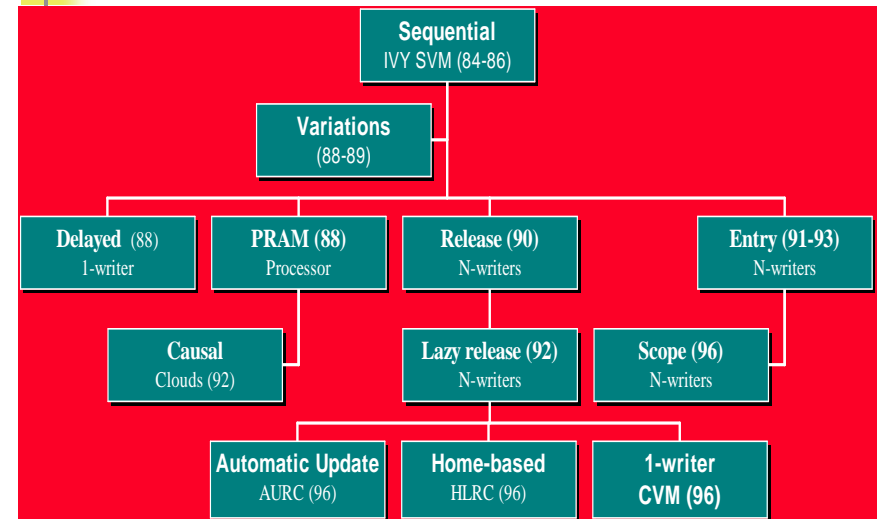 Sequential
IVY SVM (84-86)
Variations
(88-89)
Delayed (88)
1-writer
PRAM (88)
Processor
Release (90)
N-writers
Entry (91-93)
N-writers
Causal
Clouds (92)
Lazy release (92)
N-writers
Scope (96)
N-writers
Automatic Update
AURC (96)
Home-based
HLRC (96)
1-writer
CVM (96)